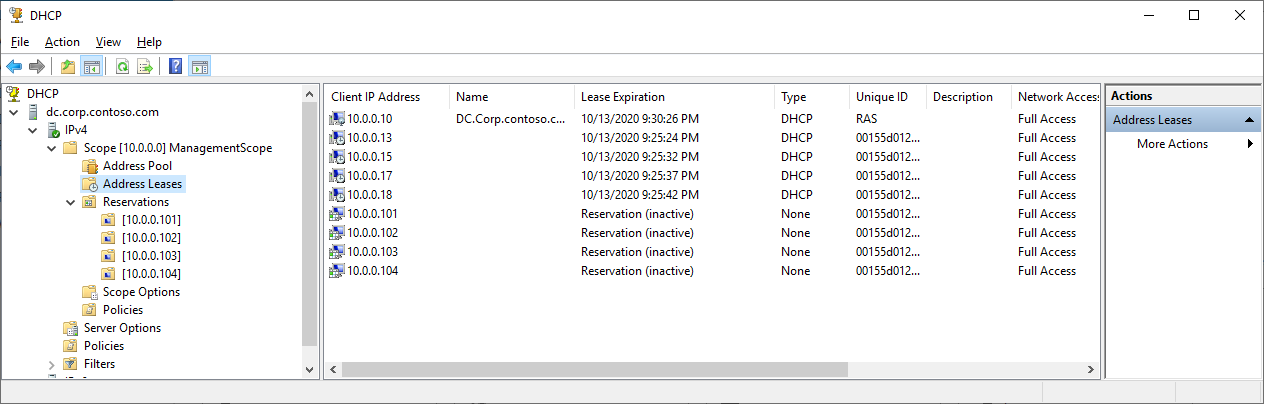 DHCP
File Action View Help
DHCP
dc.corp.contoso.com
IPv4
Scope [10.0.0.0] ManagementScope
Address Pool
Address Leases
Reservations
[10.0.0.101]
[10.0.0.102]
[10.0.0.103]
[10.0.0.104]
Scope Options
Policies
Server Options
Policies
Filters
Client IP Address Name Lease Expiration Type Unique ID Description Network Access
10.0.0.10 DC.Corp.contoso.c... 10/13/2020 9:30:26 PM DHCP RAS Full Access
10.0.0.13 10/13/2020 9:25:24 PM DHCP 00155d012... Full Access
10.0.0.15 10/13/2020 9:25:32 PM DHCP 00155d012... Full Access
10.0.0.17 10/13/2020 9:25:37 PM DHCP 00155d012... Full Access
10.0.0.18 10/13/2020 9:25:42 PM DHCP 00155d012... Full Access
10.0.0.101 Reservation (inactive) None 00155d012... Full Access
10.0.0.102 Reservation (inactive) None 00155d012... Full Access
10.0.0.103 Reservation (inactive) None 00155d012... Full Access
10.0.0.104 Reservation (inactive) None 00155d012... Full Access
Actions
Address Leases
More Actions